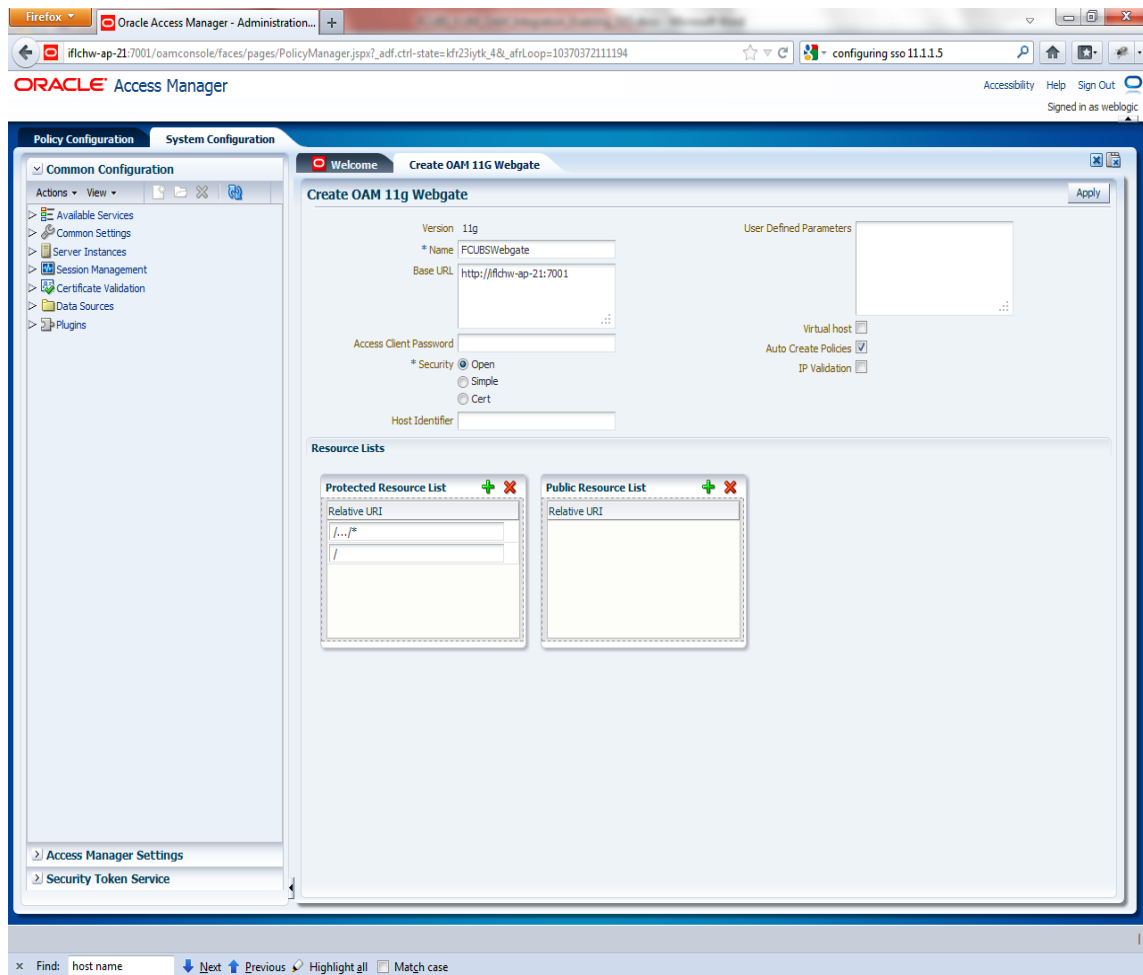 Firefox
Oracle Access Manager - Administration...
iflchw-ap-21:7001/oamconsole/faces/pages/PolicyManager.jspx?_adf.ctrl-state=kfr23iytk_4&_afrLoop=10370372111194
configuring sso 11.1.1.5
ORACLE Access Manager
Accessibility Help Sign Out
Signed in as weblogic
Policy Configuration System Configuration
Common Configuration
Actions View
Available Services
Common Settings
Server Instances
Session Management
Certificate Validation
Data Sources
Plugins
Access Manager Settings
Security Token Service
Welcome Create OAM 11G Webgate
Create OAM 11g Webgate Apply
Version 11g
* Name FCUBSWebgate
Base URL http://iflchw-ap-21:7001
Access Client Password
* Security Open
Simple
Cert
Host Identifier
User Defined Parameters
Virtual host
Auto Create Policies
IP Validation
Resource Lists
Protected Resource List
Relative URI
/.../*
/
Public Resource List
Relative URI
x Find: host name Next Previous Highlight all Match case